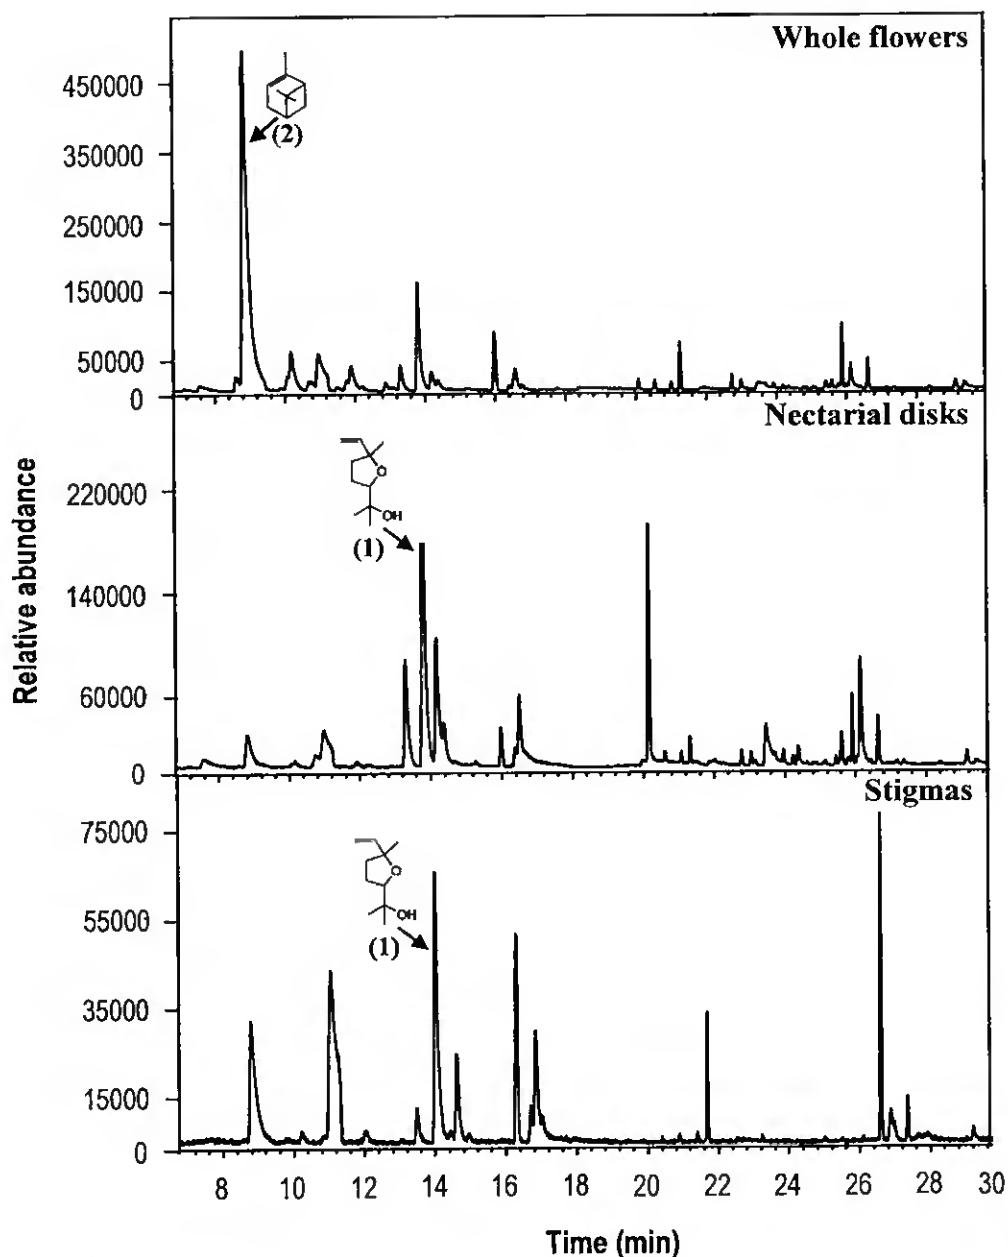 Whole flowers
450000
(2)
350000
250000
150000
50000
0
Nectarial disks
220000
OH
O
(1)
140000
60000
0
Stigmas
75000
O
OH
55000
(1)
35000
15000
0
8 10 12 14 16 18 20 22 24 26 28 30
Relative abundance
Time (min)